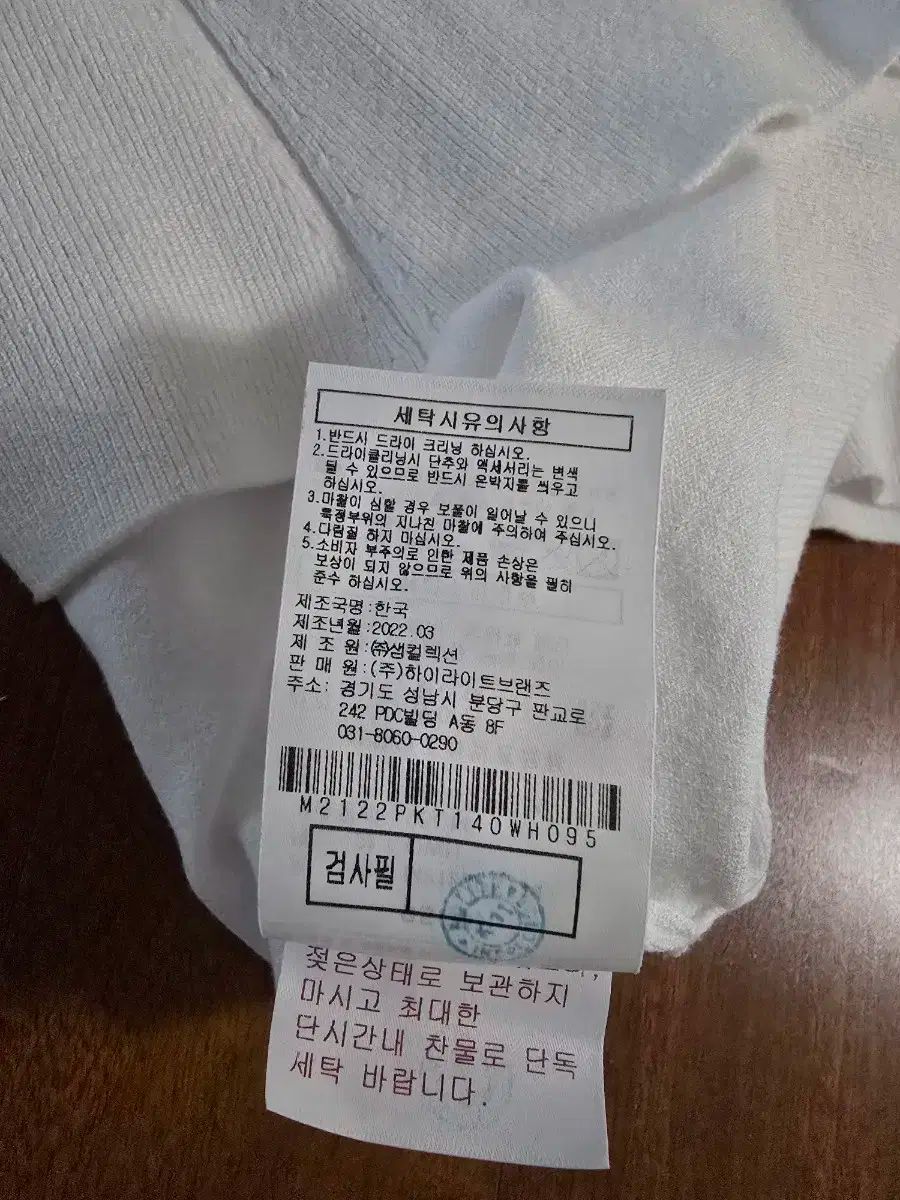 세탁시유의사항
1.반드시 드라이 크리닝 하십시오.
2.드라이클리닝시 단추와 액세서리는 변색
될 수 있으므로 반드시 은박지를 씌우고
하십시오.
3.마찰이 심할 경우 보풀이 일어날 수 있으니
특정부위의 지나친 마찰에 주의하여 주십시오.
4.다림질 하지 마십시오.
5.소비자 부주의로 인한 제품 손상은
보상이 되지 않으므로 위의 사항을 필히
준수 하십시오.
제조국명:한국
제조년월:2022.03
제 조 원:㈜샘컬렉션
판 매 원:(주)하이라이트브랜즈
주소: 경기도 성남시 분당구 판교로
242 PDC빌딩 A동 8F
031-8060-0290
M2122PKT140WH095
검사필
젖은상태로 보관하지
마시고 최대한
단시간내 찬물로 단독
세탁 바랍니다.